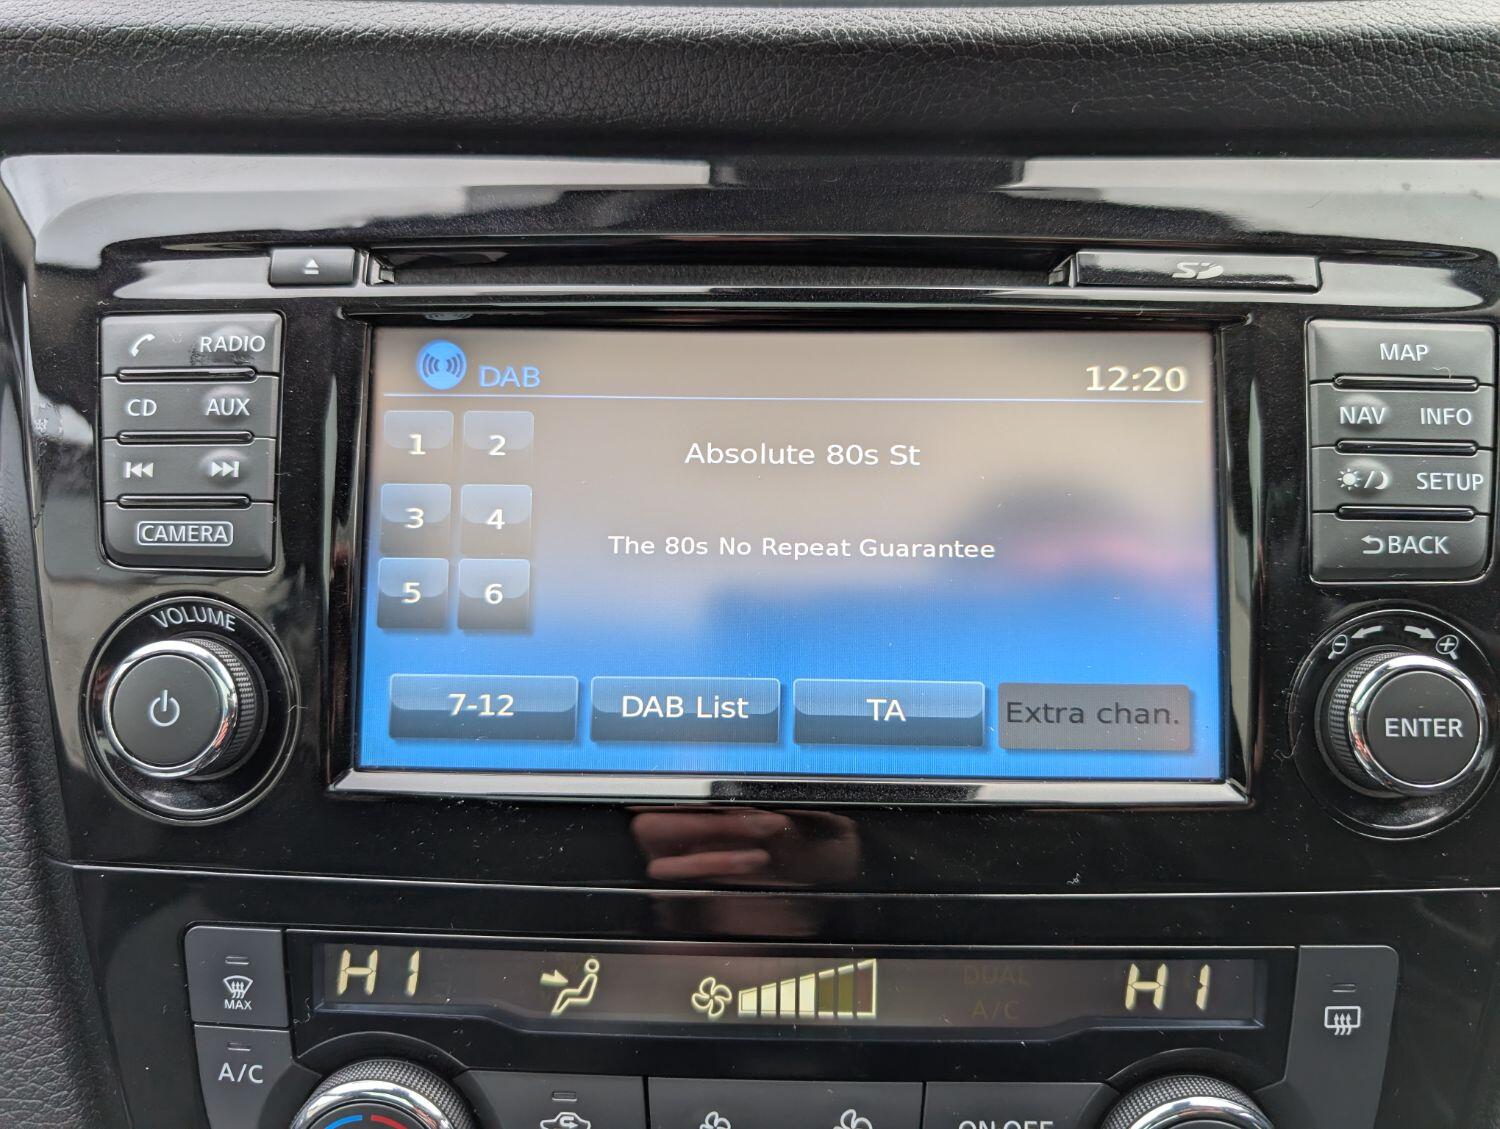 RADIO
CD AUX
CAMERA
VOLUME
SD
DAB 12:20
1 2
3 4
5 6
Absolute 80s St
The 80s No Repeat Guarantee
7-12 DAB List TA Extra chan.
MAP
NAV INFO
SETUP
BACK
ENTER
MAX
A/C
HI
DUAL
A/C
HI
ON OFF